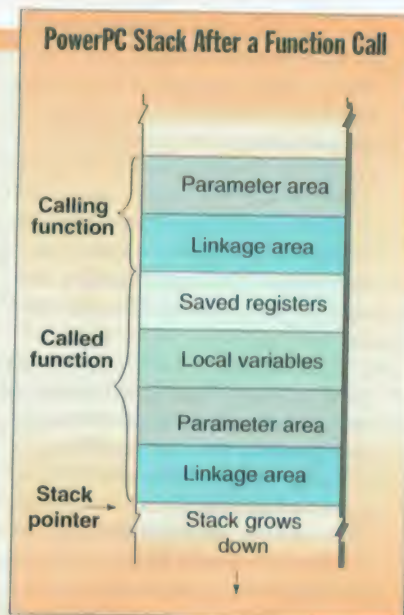 PowerPC Stack After a Function Call
Calling
function
Parameter area
Linkage area
Called
function
Saved registers
Local variables
Parameter area
Linkage area
Stack
pointer
Stack grows
down